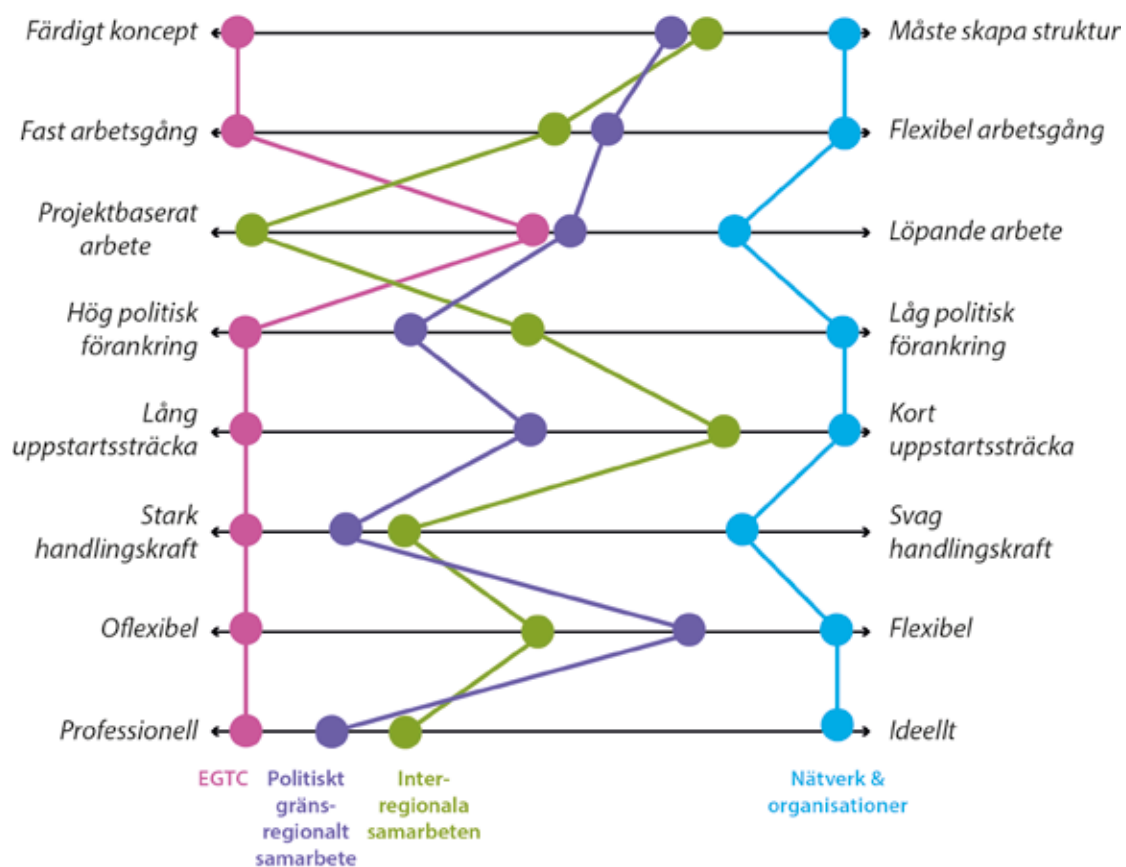 Färdigt koncept
Måste skapa struktur
Fast arbetsgång
Flexibel arbetsgång
Projektbaserat
arbete
Löpande arbete
Hög politisk
förankring
Låg politisk
förankring
Lång
uppstartssträcka
Kort
uppstartssträcka
Stark
handlingskraft
Svag
handlingskraft
Oflexibel
Flexibel
Professionell
Ideellt
EGTC
Politiskt
gräns-
regionalt
samarbete
Inter-
regionala
samarbeten
Nätverk &
organisationer